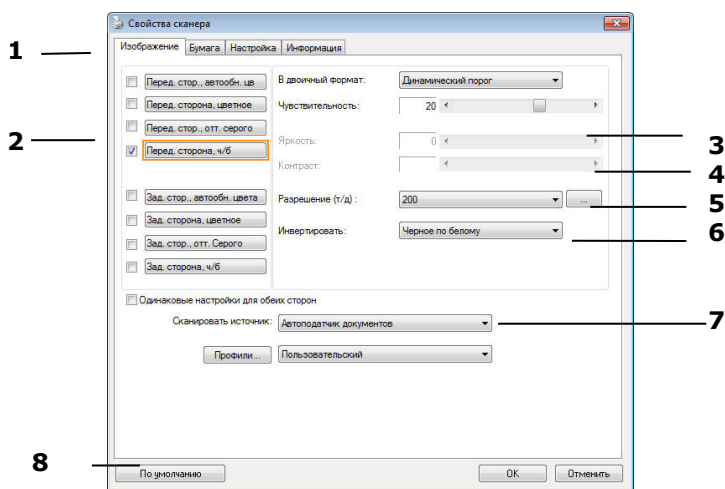 Свойства сканера
1
Изображение Бумага Настройка Информация
Перед. стор., автообн. цв
В двоичный формат: Динамический порог
Перед. сторона, цветное
Чувствительность: 20
Перед. стор., отт. серого
2
Яркость: 0
3
Перед. сторона, ч/б
Контраст:
4
Зад. стор., автообн. цвета
Разрешение (т/д) : 200 ...
5
Зад. сторона, цветное
Инвертировать: Черное по белому
6
Зад. стор., отт. Серого
Зад. сторона, ч/б
Одинаковые настройки для обеих сторон
Сканировать источник: Автоподатчик документов
7
Профили... Пользовательский
8
По умолчанию OK Отменить